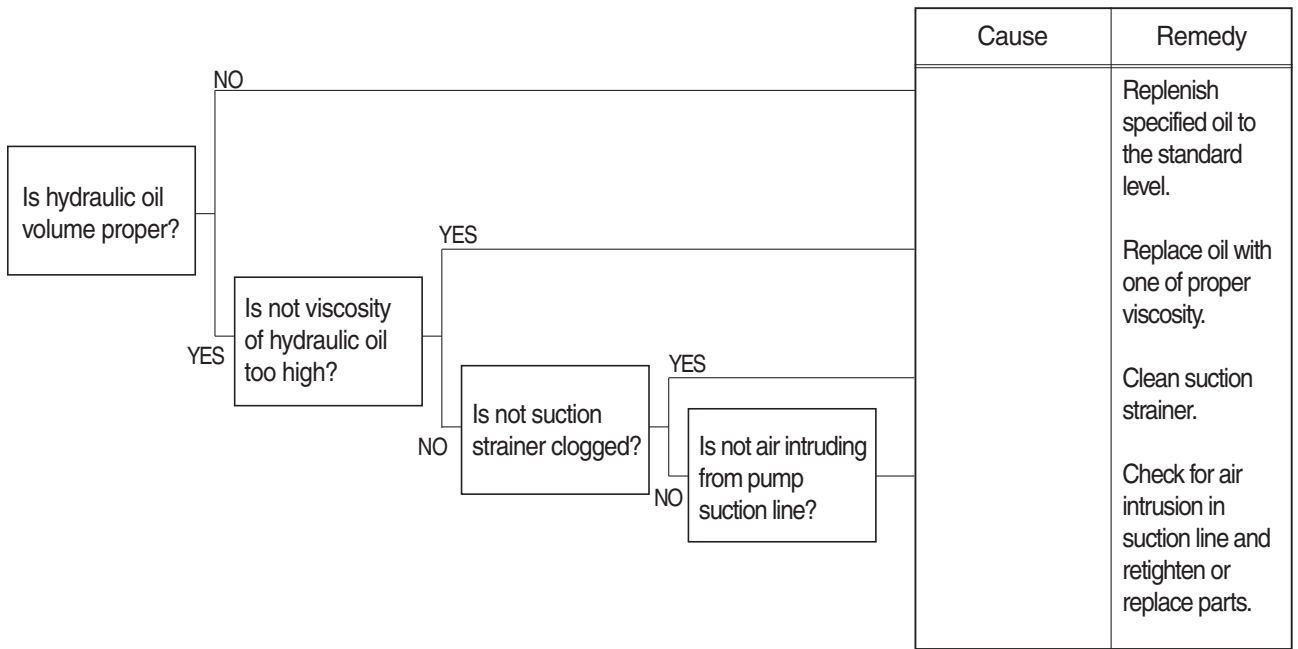 Cause
Remedy
NO
Replenish
specified oil to
the standard
level.
Is hydraulic oil
volume proper?
YES
Replace oil with
one of proper
viscosity.
YES
Is not viscosity
of hydraulic oil
too high?
YES
Clean suction
strainer.
NO
Is not suction
strainer clogged?
NO
Is not air intruding
from pump
suction line?
Check for air
intrusion in
suction line and
retighten or
replace parts.